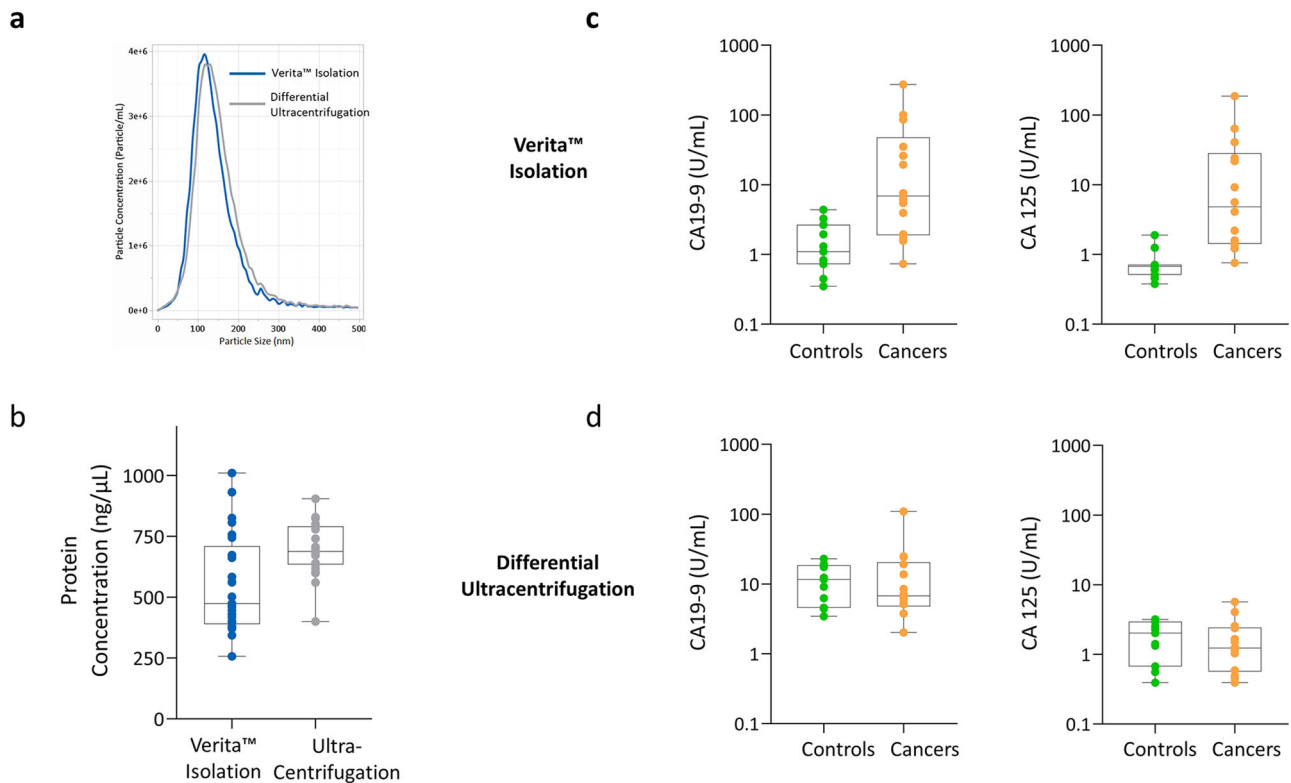 a
4e+6
3e+6
2e+6
1e+6
0e+0
Particle Concentration (Particle/mL)
Verita™ Isolation
Differential
Ultracentrifugation
0
100
200
300
400
500
Particle Size (nm)
b
Protein
Concentration (ng/µL)
1000
750
500
250
0
Verita™
Isolation
Ultra-
Centrifugation
Verita™
Isolation
c
CA19-9 (U/mL)
1000
100
10
1
0.1
Controls
Cancers
CA 125 (U/mL)
1000
100
10
1
0.1
Controls
Cancers
Differential
Ultracentrifugation
d
CA19-9 (U/mL)
1000
100
10
1
0.1
Controls
Cancers
CA 125 (U/mL)
1000
100
10
1
0.1
Controls
Cancers